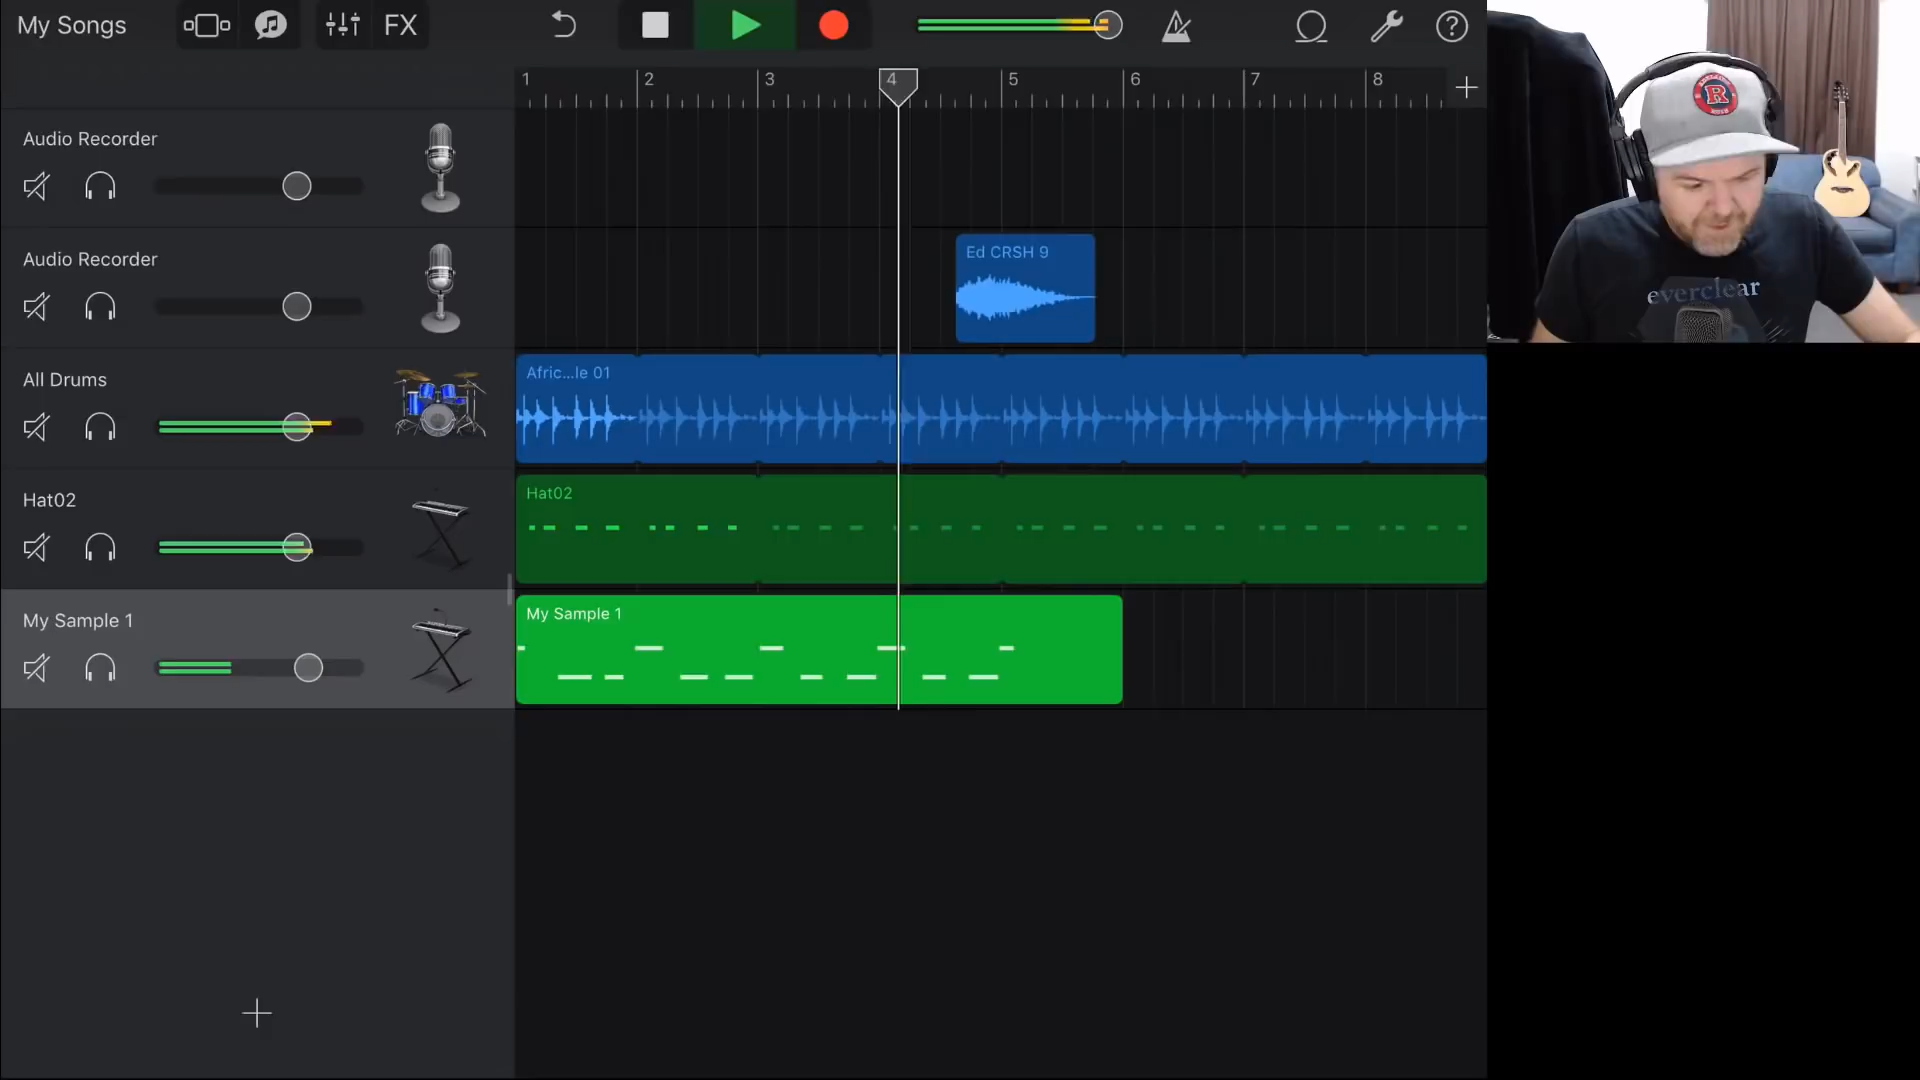 My Songs
FX
1 2 3 4 5 6 7 8
Audio Recorder
Audio Recorder
Ed CRSH 9
All Drums
Afric...le 01
Hat02
Hat02
My Sample 1
My Sample 1
R
everclear